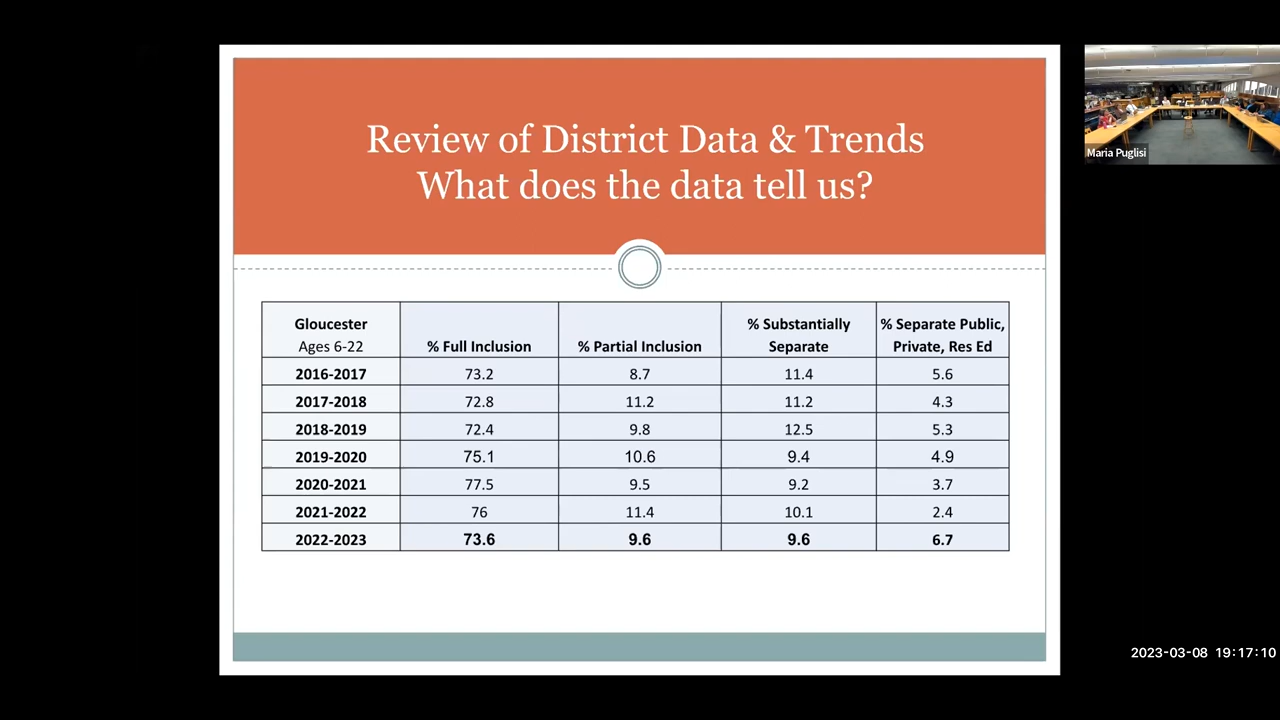 Review of District Data & Trends
What does the data tell us?
Maria Puglisi
Gloucester
Ages 6-22
% Full Inclusion
% Partial Inclusion
% Substantially
Separate
% Separate Public,
Private, Res Ed
2016-2017 73.2 8.7 11.4 5.6
2017-2018 72.8 11.2 11.2 4.3
2018-2019 72.4 9.8 12.5 5.3
2019-2020 75.1 10.6 9.4 4.9
2020-2021 77.5 9.5 9.2 3.7
2021-2022 76 11.4 10.1 2.4
2022-2023 73.6 9.6 9.6 6.7
2023-03-08 19:17:10